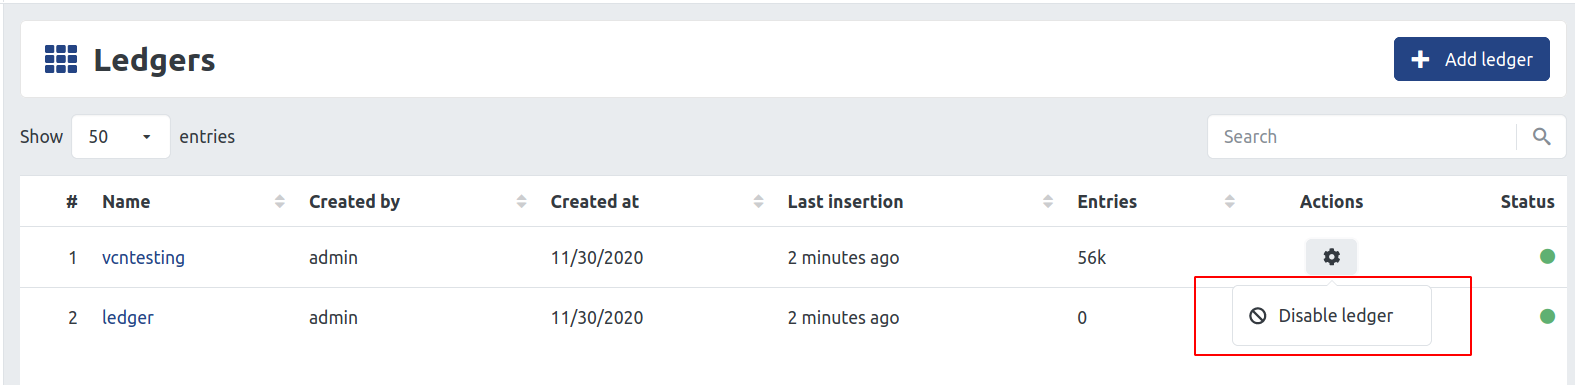 Ledgers
Add ledger
Show 50 entries
Search
# Name Created by Created at Last insertion Entries Actions Status
1 vcntesting admin 11/30/2020 2 minutes ago 56k
2 ledger admin 11/30/2020 2 minutes ago 0
Disable ledger